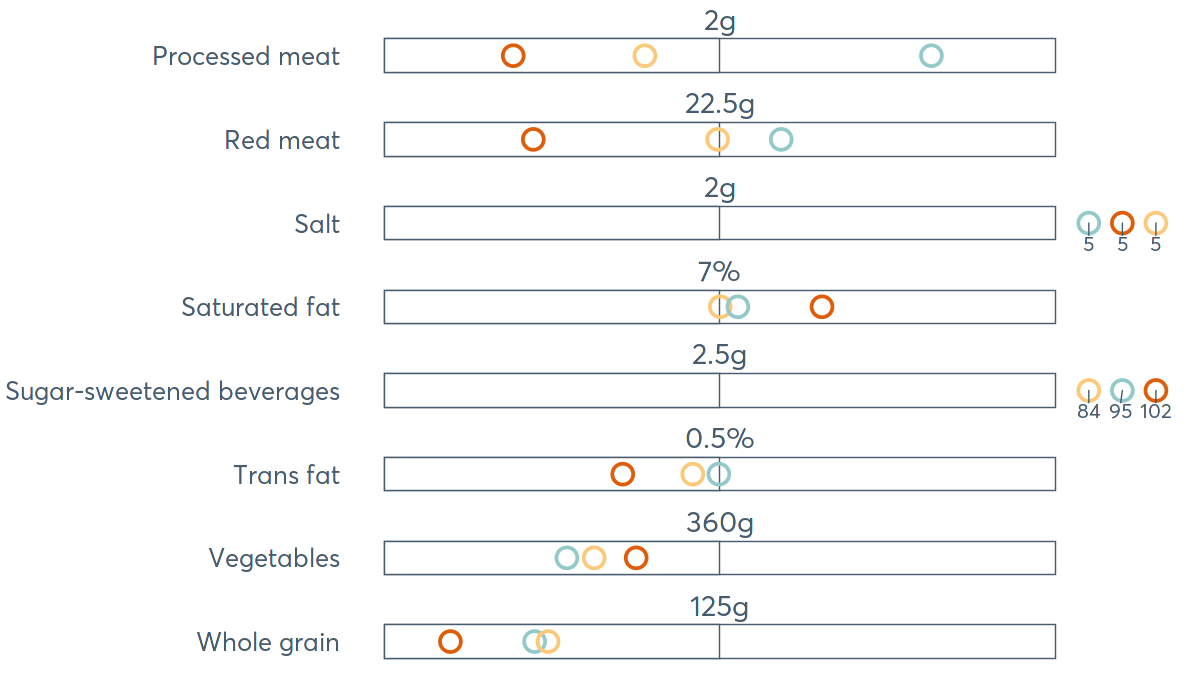 2g
Processed meat
22.5g
Red meat
2g
Salt
5 5 5
7%
Saturated fat
2.5g
Sugar-sweetened beverages
84 95 102
0.5%
Trans fat
360g
Vegetables
125g
Whole grain